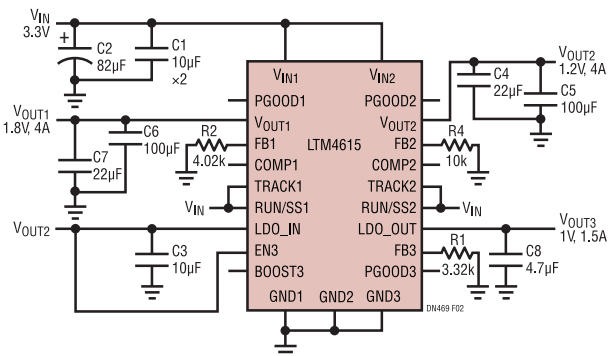 VIN
3.3V
+
C2
82µF
C1
10µF
×2
VIN1
VIN2
VOUT2
1.2V, 4A
C4
22µF
C5
100µF
PGOOD1
PGOOD2
VOUT1
1.8V, 4A
VOUT1
VOUT2
C6
100µF
R2
4.02k
FB1
LTM4615
FB2
R4
10k
C7
22µF
COMP1
COMP2
TRACK1
TRACK2
VIN
RUN/SS1
RUN/SS2
VIN
VOUT2
LDO_IN
LDO_OUT
VOUT3
1V, 1.5A
C3
10µF
EN3
FB3
R1
3.32k
C8
4.7µF
BOOST3
PGOOD3
GND1
GND2
GND3
DN469 F02